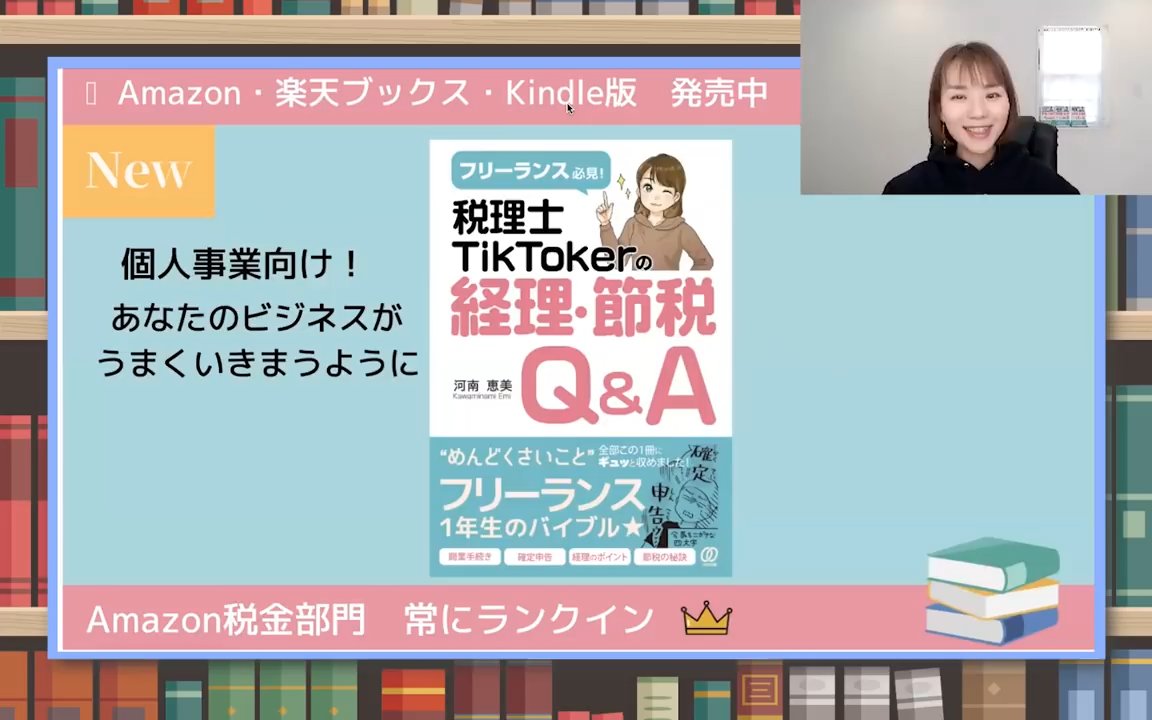 Amazon・楽天ブックス・Kindle版 発売中
New
個人事業向け！
あなたのビジネスが
うまくいきまうように
フリーランス必見!
税理士
TikTokerの
経理・節税
Q&A
河南 恵美
Kawaminami Emi
"めんどくさいこと"
全部この1冊に
ギュッと収めました!
フリーランス
1年生のバイブル★
確定
申告ゥ…
開業手続き
確定申告
経理のポイント
節税の秘訣
Amazon税金部門 常にランクイン